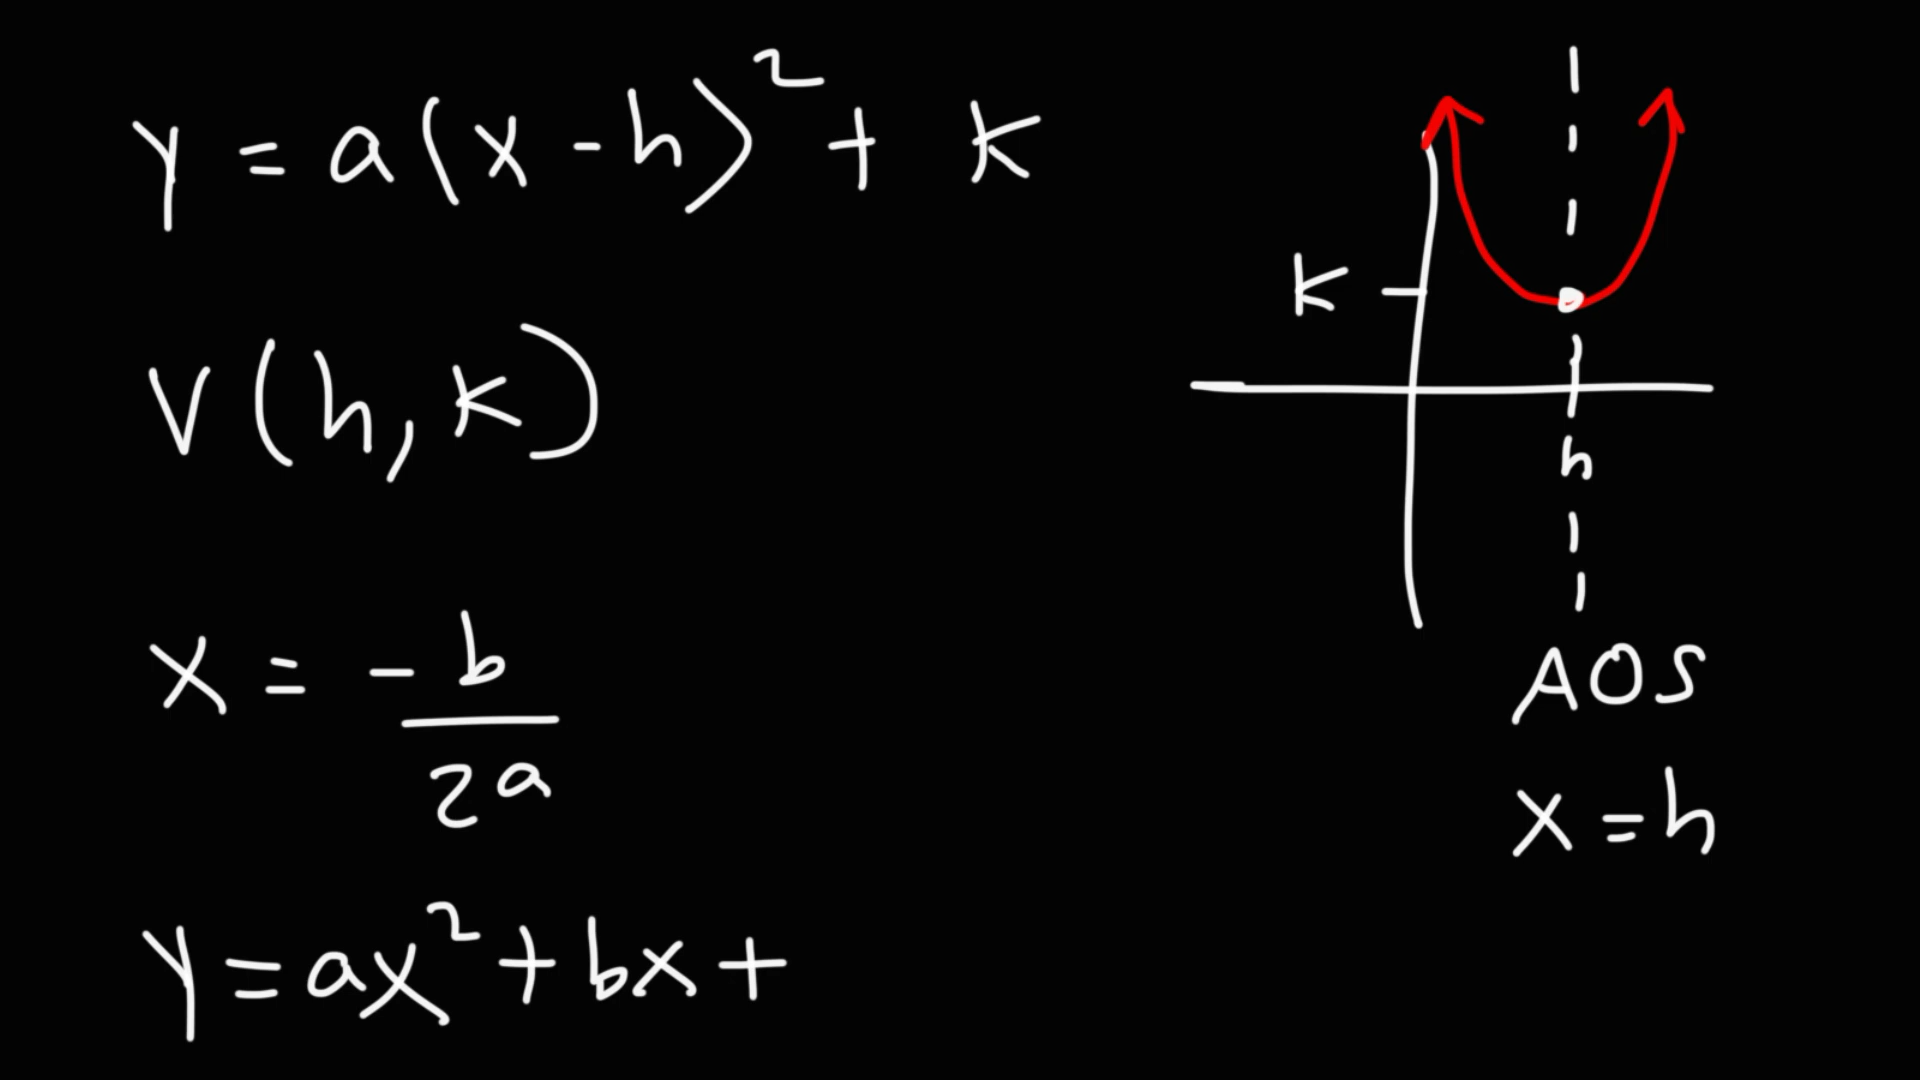 y = a(x - h)² + k
V(h, k)
x = - b
2a
y = ax² + bx +
k
h
AOS
x = h